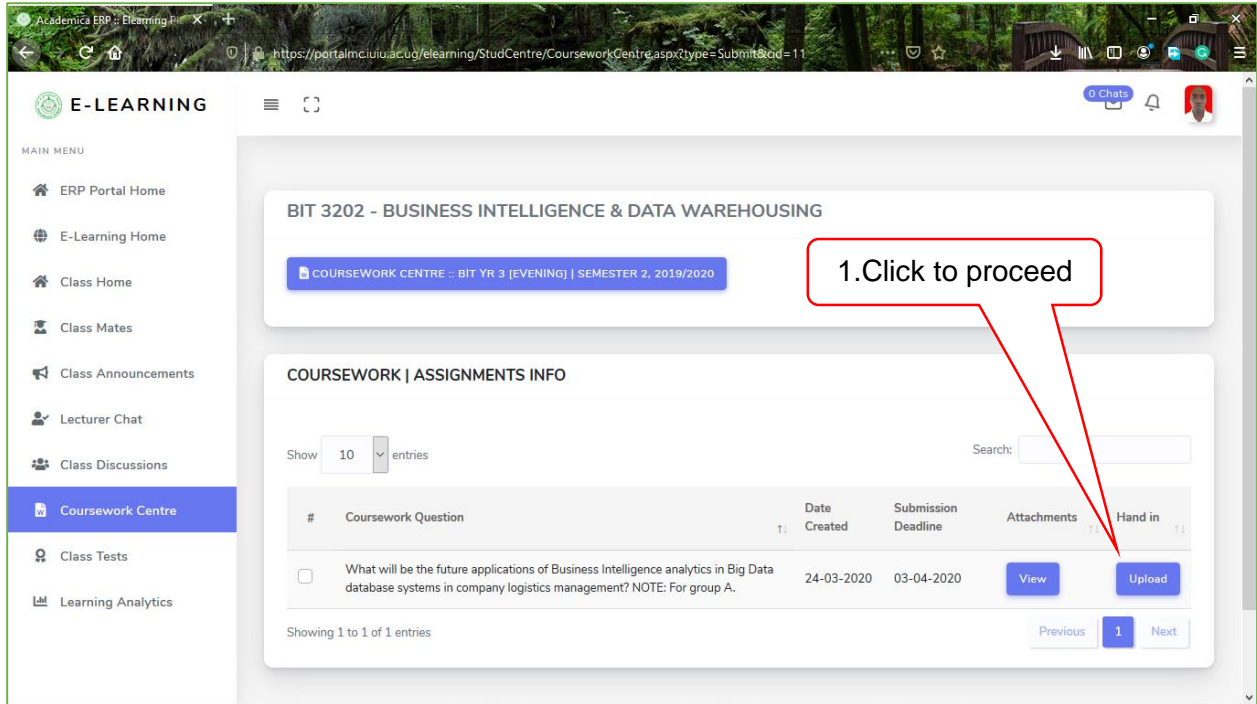 Academica ERP :: Elearning Pl
https://portalmc.iuiu.ac.ug/elearning/StudCentre/CourseworkCentre.aspx?type=Submit&cid=11
E-LEARNING
0 Chats
MAIN MENU
ERP Portal Home
E-Learning Home
Class Home
Class Mates
Class Announcements
Lecturer Chat
Class Discussions
Coursework Centre
Class Tests
Learning Analytics
BIT 3202 - BUSINESS INTELLIGENCE & DATA WAREHOUSING
COURSEWORK CENTRE :: BIT YR 3 [EVENING] | SEMESTER 2, 2019/2020
1.Click to proceed
COURSEWORK | ASSIGNMENTS INFO
Show 10 entries
Search:
# Coursework Question Date Created Submission Deadline Attachments Hand in
What will be the future applications of Business Intelligence analytics in Big Data
database systems in company logistics management? NOTE: For group A.
24-03-2020 03-04-2020 View Upload
Showing 1 to 1 of 1 entries
Previous 1 Next